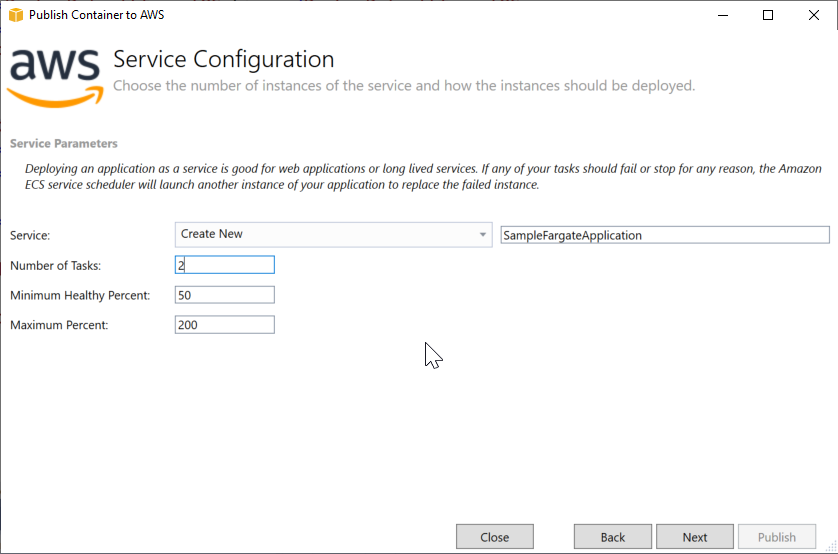 Publish Container to AWS
aws
Service Configuration
Choose the number of instances of the service and how the instances should be deployed.
Service Parameters
Deploying an application as a service is good for web applications or long lived services. If any of your tasks should fail or stop for any reason, the Amazon
ECS service scheduler will launch another instance of your application to replace the failed instance.
Service: Create New SampleFargateApplication
Number of Tasks: 2
Minimum Healthy Percent: 50
Maximum Percent: 200
Close Back Next Publish